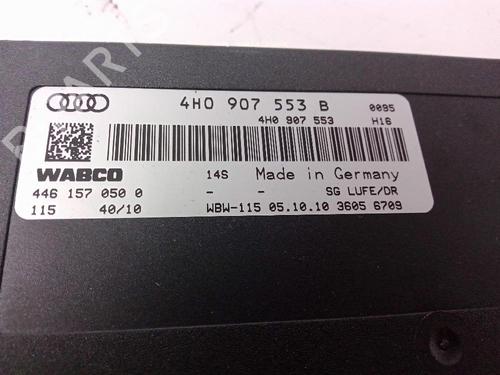 4H0 907 553 B 0095
4H0 907 553 H16
WABCO 14S Made in Germany
446 157 050 0 - - SG LUFE/DR
115 40/10 WBW-115 05.10.10 3605 6709